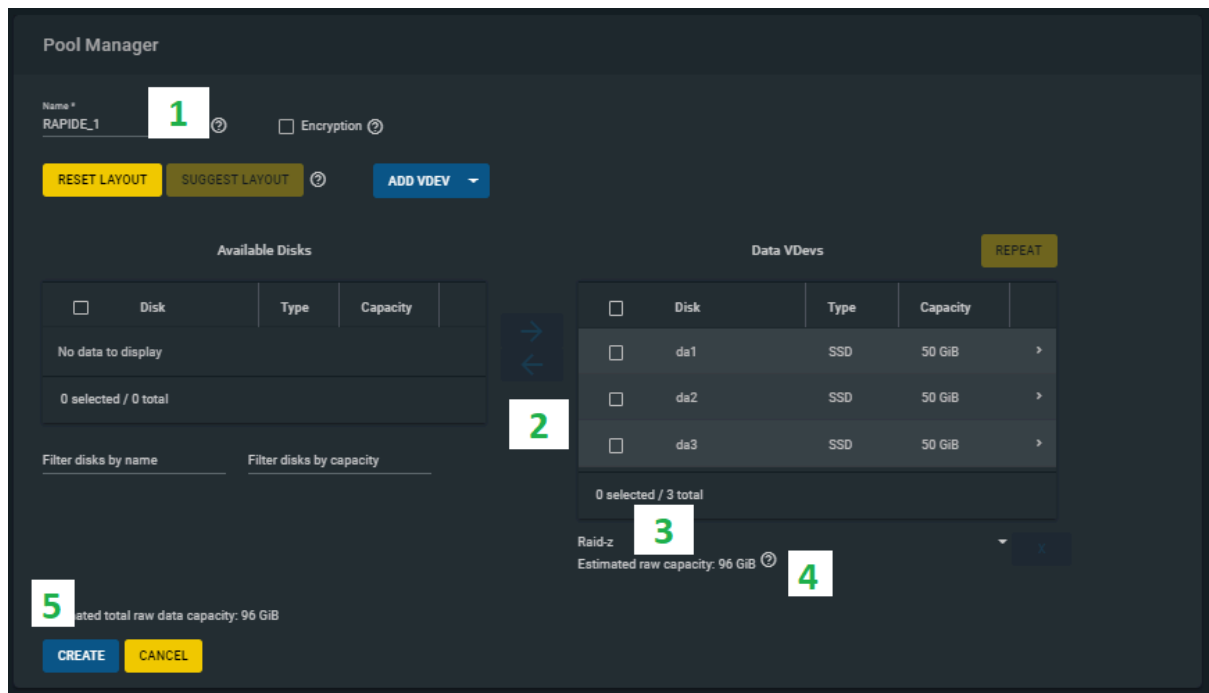 Pool Manager
Name *
RAPIDE_1
1
Encryption
RESET LAYOUT SUGGEST LAYOUT ADD VDEV
Available Disks
Data VDevs REPEAT
Disk Type Capacity
Disk Type Capacity
No data to display
da1 SSD 50 GiB
0 selected / 0 total
da2 SSD 50 GiB
2
da3 SSD 50 GiB
Filter disks by name Filter disks by capacity
0 selected / 3 total
Raid-z
3
Estimated raw capacity: 96 GiB
4
5
ated total raw data capacity: 96 GiB
CREATE CANCEL
X